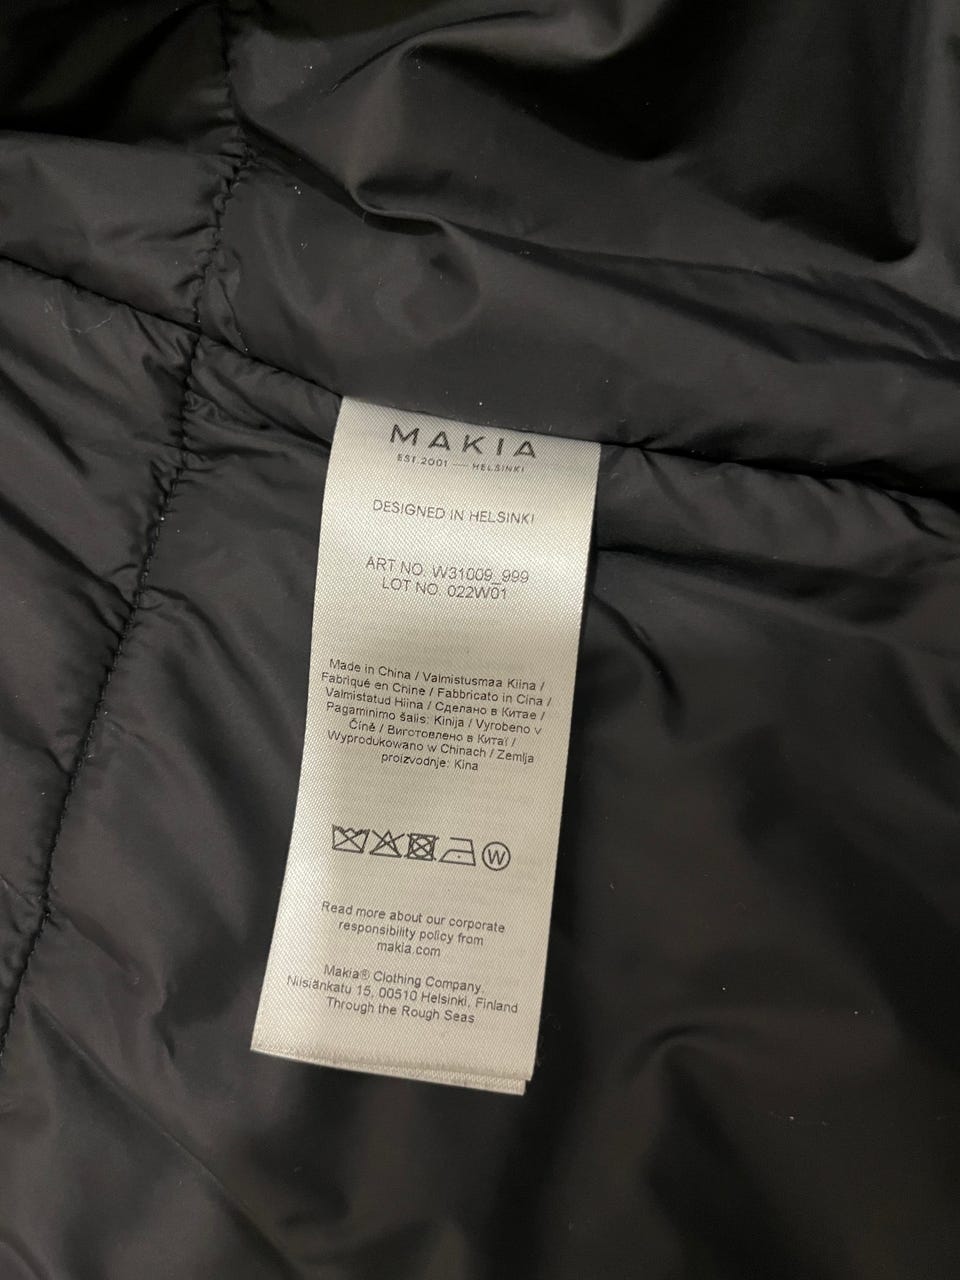 MAKIA
EST.2001 — HELSINKI
DESIGNED IN HELSINKI
ART NO. W31009_999
LOT NO. 022W01
Made in China / Valmistusmaa Kiina /
Fabriqué en Chine / Fabbricato in Cina /
Valmistatud Hiina / Сделано в Китае /
Pagaminimo šalis: Kinija / Vyrobeno v
Číně / Виготовлено в Китаї /
Wyprodukowano w Chinach / Zemlja
proizvodnje: Kina
W
Read more about our corporate
responsibility policy from
makia.com
Makia® Clothing Company,
Nilsiänkatu 15, 00510 Helsinki, Finland
Through the Rough Seas